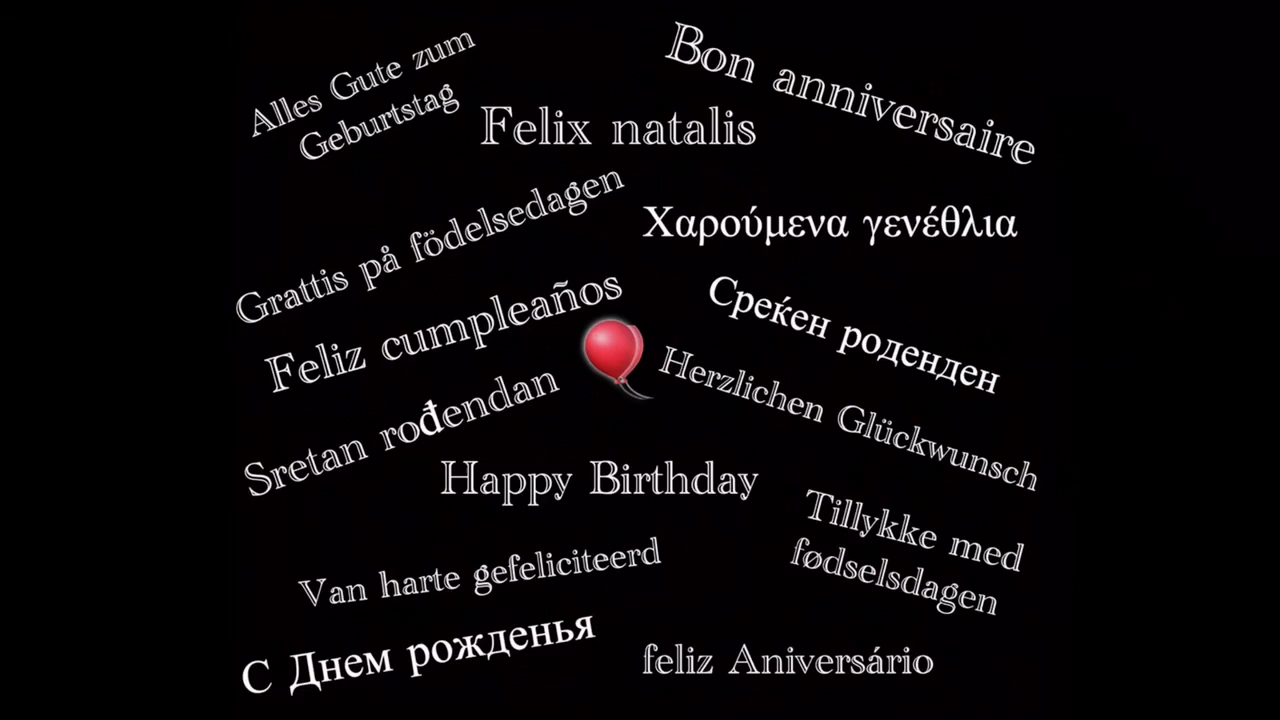 Alles Gute zum
Geburtstag
Bon anniversaire
Felix natalis
Grattis på födelsedagen
Χαρούμενα γενέθλια
Feliz cumpleaños
Среќен роденден
Sretan rođendan
Herzlichen Glückwunsch
Happy Birthday
Tillykke med
fødselsdagen
Van harte gefeliciteerd
С Днем рожденья
feliz Aniversário